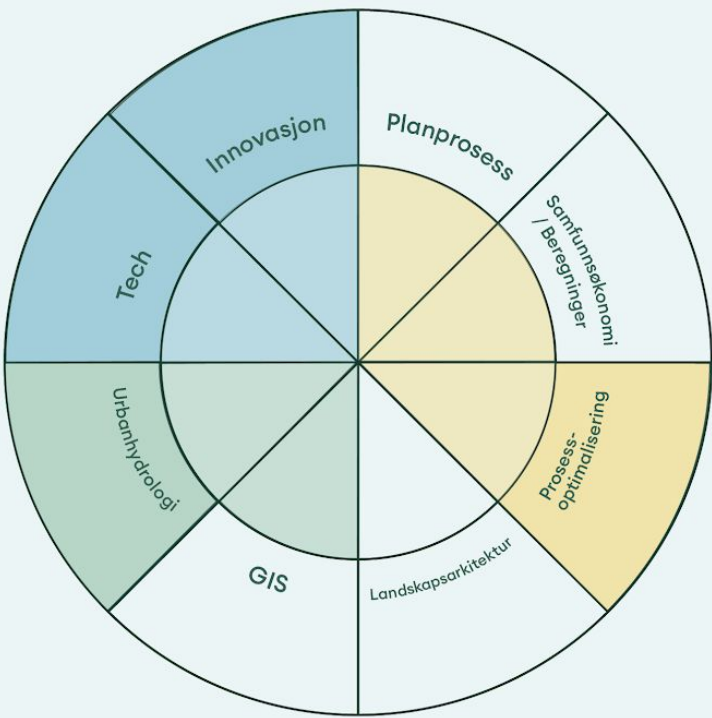 Innovasjon
Planprosess
Samfunnsøkonomi
/ Beregninger
Prosess-
optimalisering
Landskapsarkitektur
GIS
Urbanhydrologi
Tech